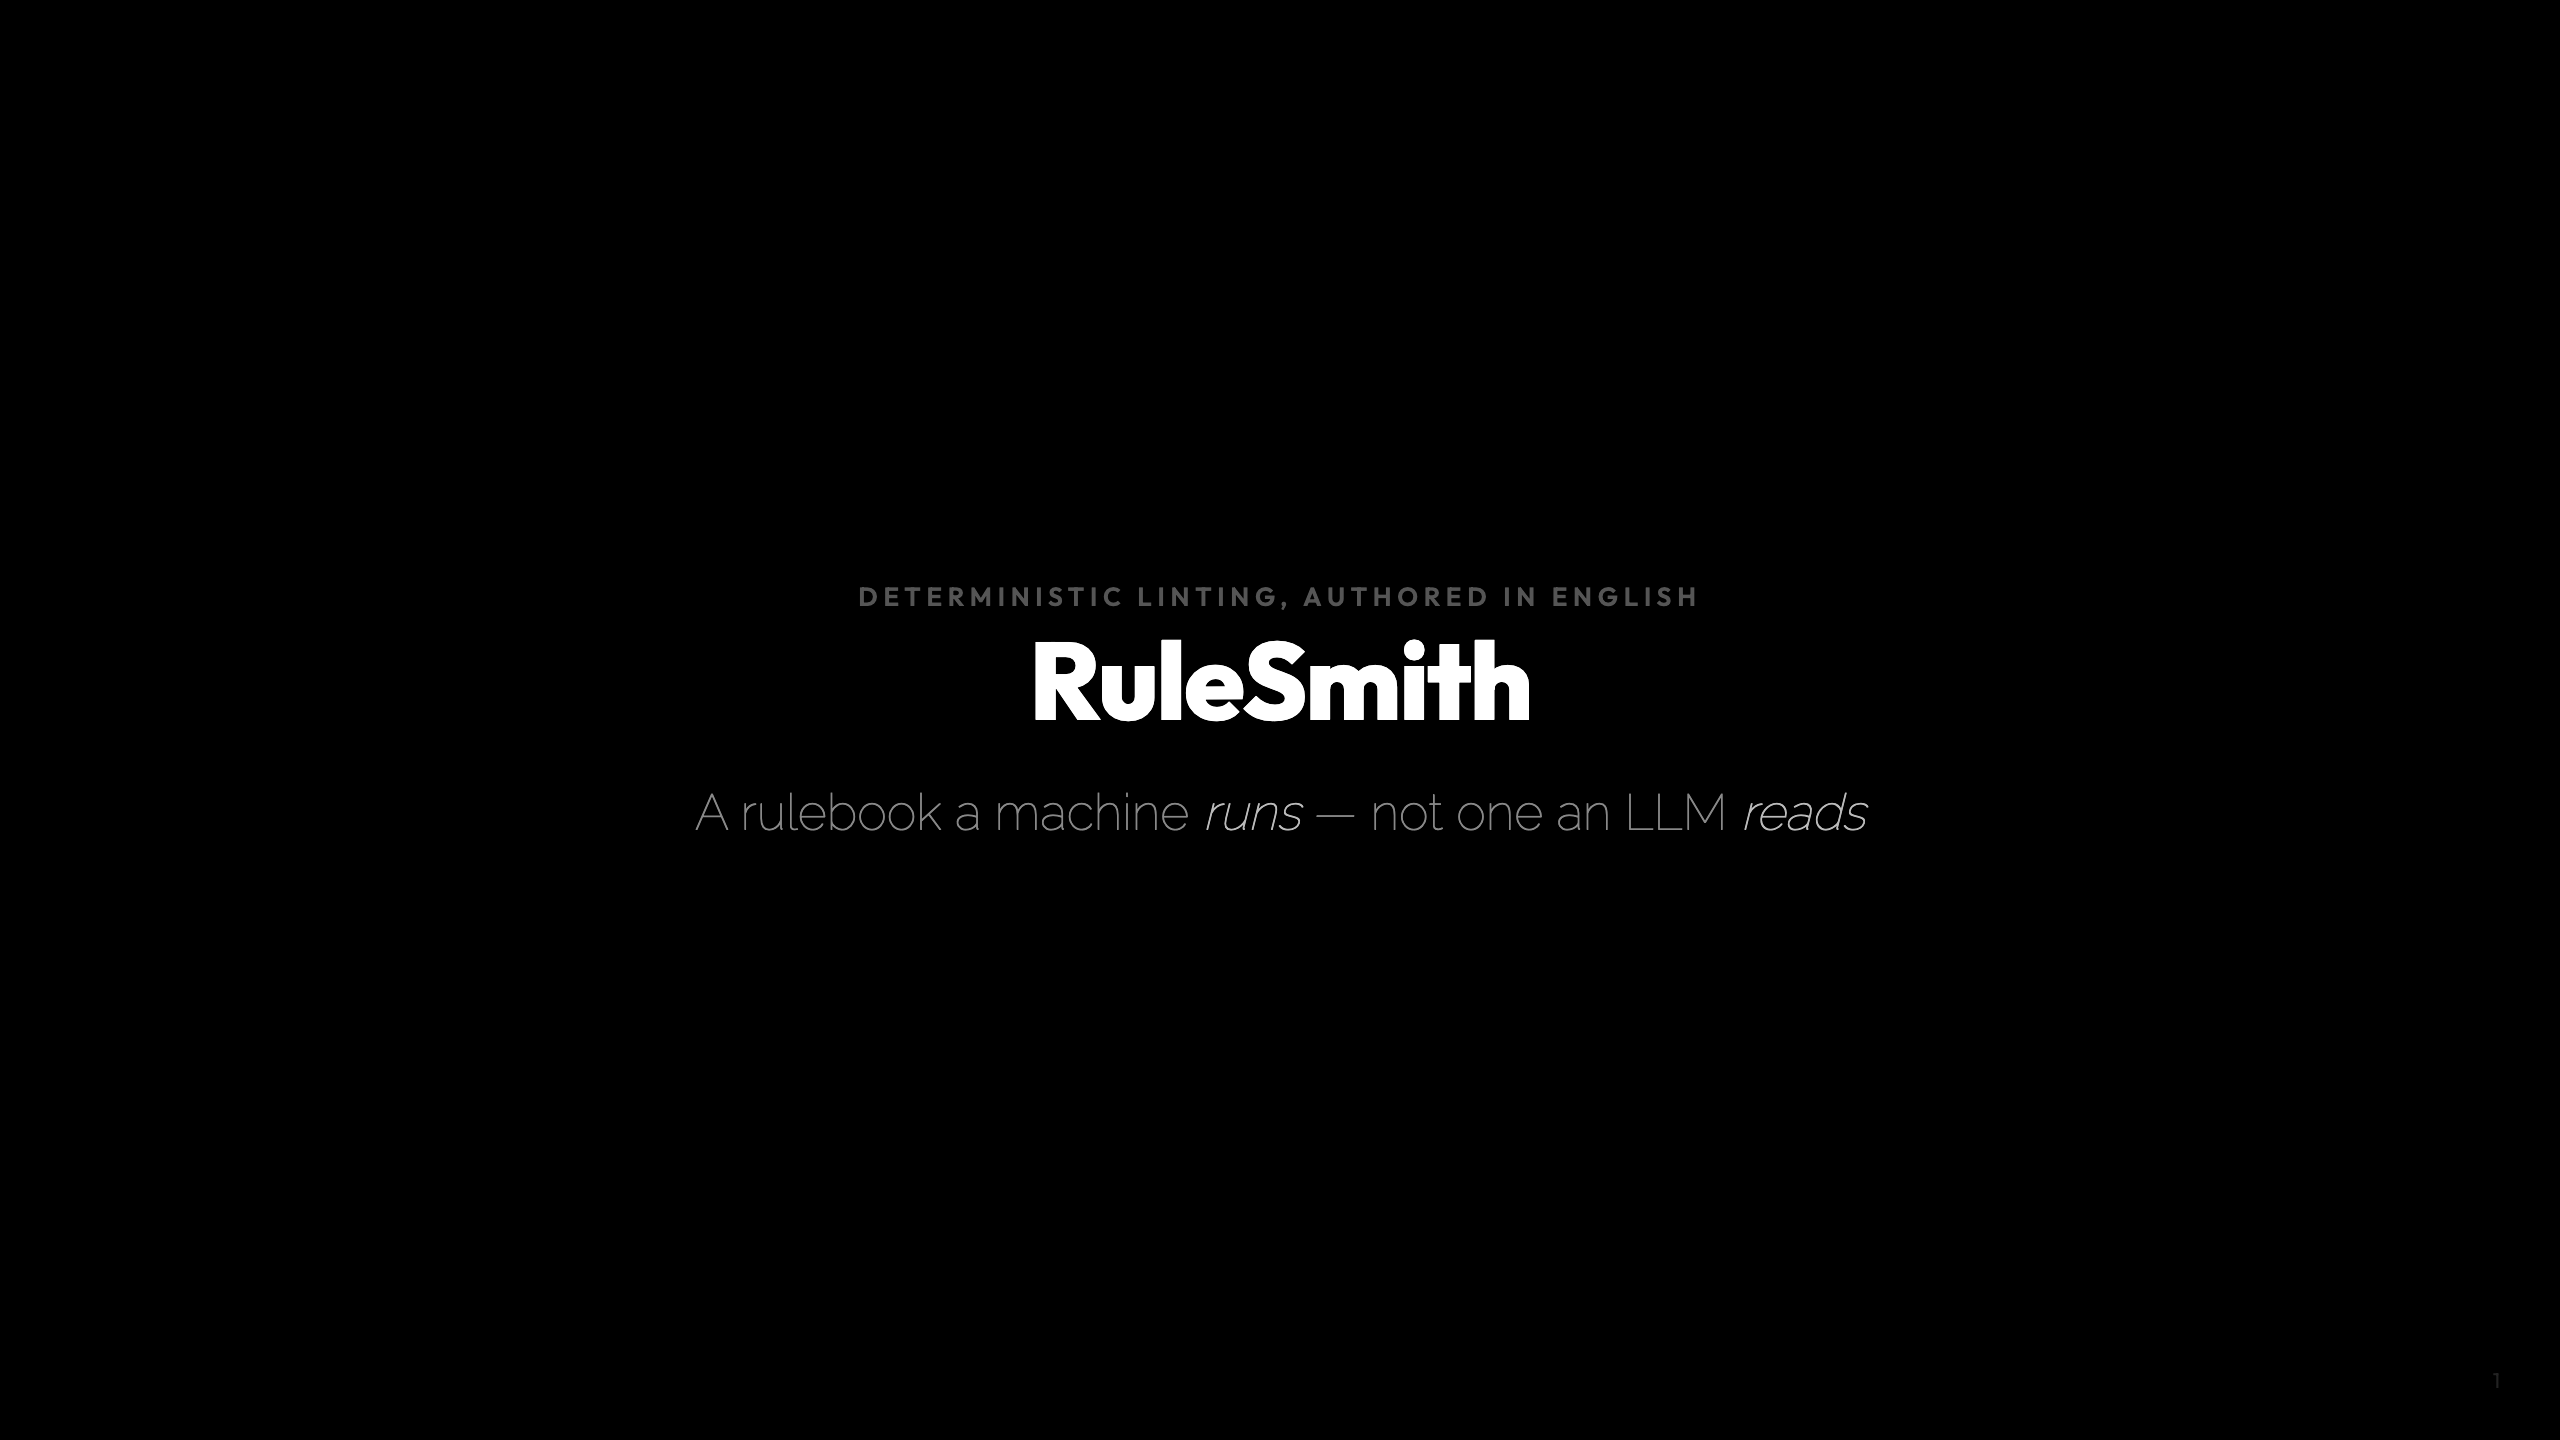 DETERMINISTIC LINTING, AUTHORED IN ENGLISH
RuleSmith
A rulebook a machine runs — not one an LLM reads
1